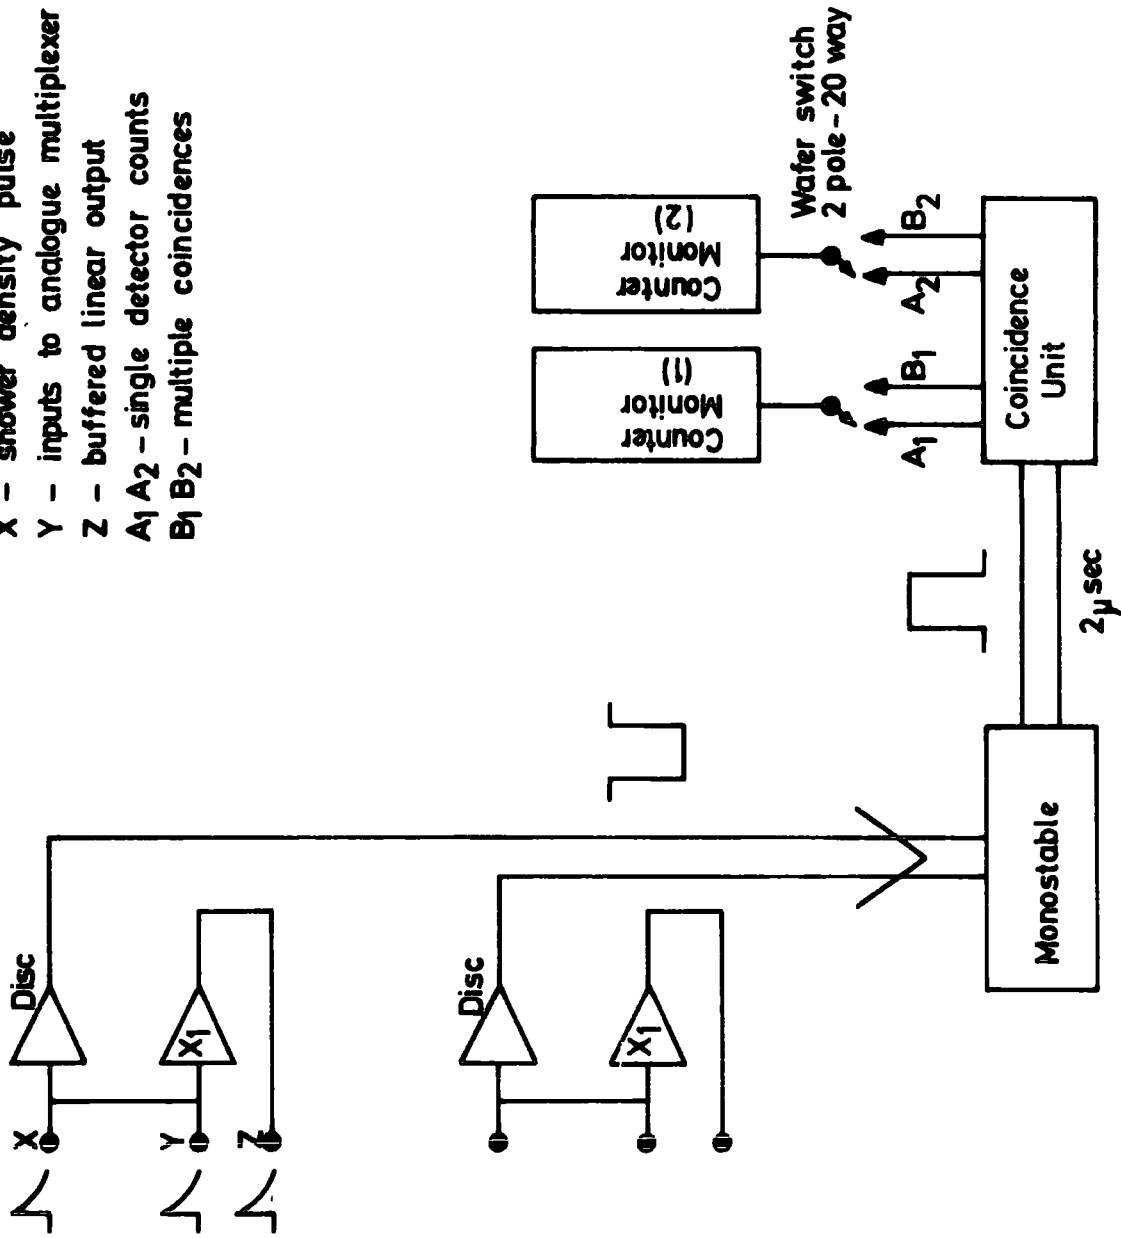 X – shower density pulse
Y – inputs to analogue multiplexer
Z – buffered linear output
A1 A2 – single detector counts
B1 B2 – multiple coincidences
Disc
X
X1
Y
Z
Disc
X1
Monostable
2μsec
Coincidence
Unit
A1
B1
A2
B2
Wafer switch
2 pole – 20 way
Counter
Monitor
(1)
Counter
Monitor
(2)